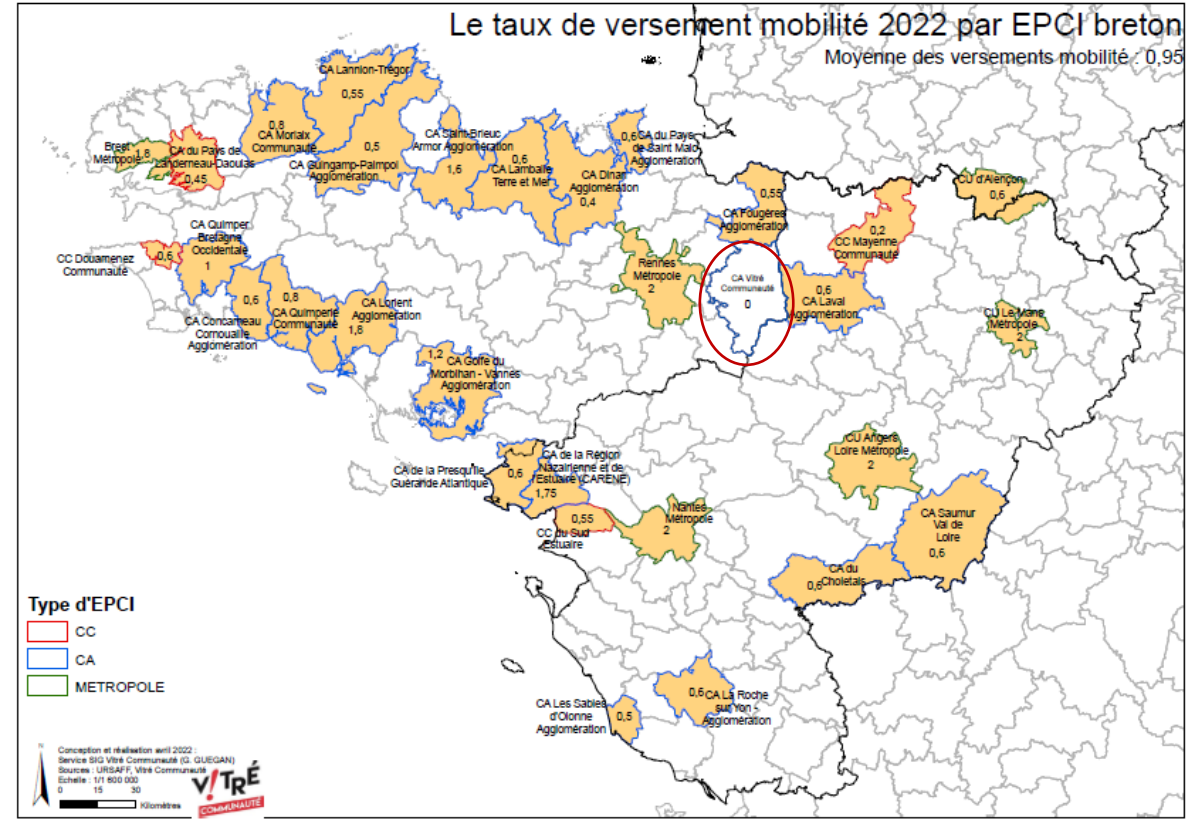 Le taux de versement mobilité 2022 par EPCI breton
Moyenne des versements mobilité : 0,95
CA Lannion-Trégor
0,55
0,8
CA Morlaix
Communauté
0,5
CA Guingamp-Paimpol
Agglomération
CA Saint-Brieuc
Armor Agglomération
1,6
0,6
CA Lamballe
Terre et Mer
CA Dinan
Agglomération
0,4
0,6
CA du Pays
de Saint Malo
Agglomération
Brest
Métropole
1,8
CA du Pays de
Landerneau-Daoulas
0,45
CA Quimper
Bretagne
Occidentale
1
CC Douarnenez
Communauté
0,6
0,6
CA Concarneau
Cornouaille
Agglomération
0,8
CA Quimperlé
Communauté
CA Lorient
Agglomération
1,8
1,2
CA Golfe du
Morbihan - Vannes
Agglomération
Rennes
Métropole
2
0,55
CA Fougères
Agglomération
CA Vitré
Communauté
0
0,2
CC Mayenne
Communauté
0,6
CA Laval
Agglomération
CU d'Alençon
0,6
CU Le Mans
Métropole
2
CU Angers
Loire Métropole
2
CA de la Presqu'île
Guérande Atlantique
0,6
CA de la Région
Nazairienne et de
l'Estuaire (CARENE)
1,75
0,55
CC du Sud
Estuaire
Nantes
Métropole
2
CA Saumur
Val de
Loire
0,6
CA du
Choletais
0,6
0,6
CA La Roche
sur Yon -
Agglomération
CA Les Sables
d'Olonne
Agglomération
0,5
Type d'EPCI
CC
CA
METROPOLE
N
Conception et réalisation avril 2022 :
Service SIG Vitré Communauté (G. GUEGAN)
Sources : URSAFF, Vitré Communauté
Echelle : 1/1 600 000
0 15 30
Kilomètres
V!TRÉ
COMMUNAUTÉ